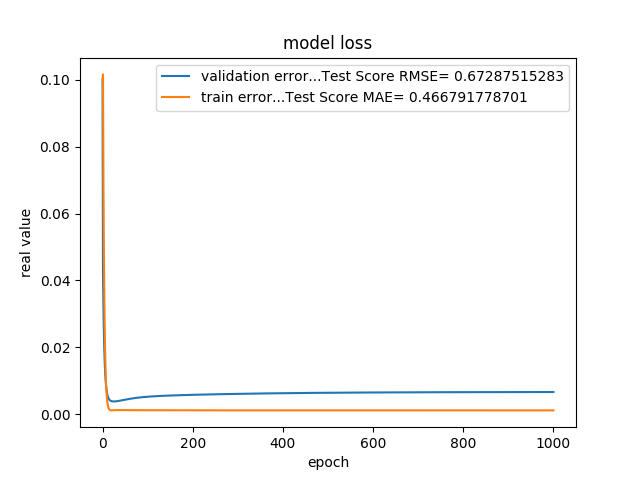 model loss
validation error...Test Score RMSE= 0.67287515283
train error...Test Score MAE= 0.466791778701
real value
0.10
0.08
0.06
0.04
0.02
0.00
0 200 400 600 800 1000
epoch